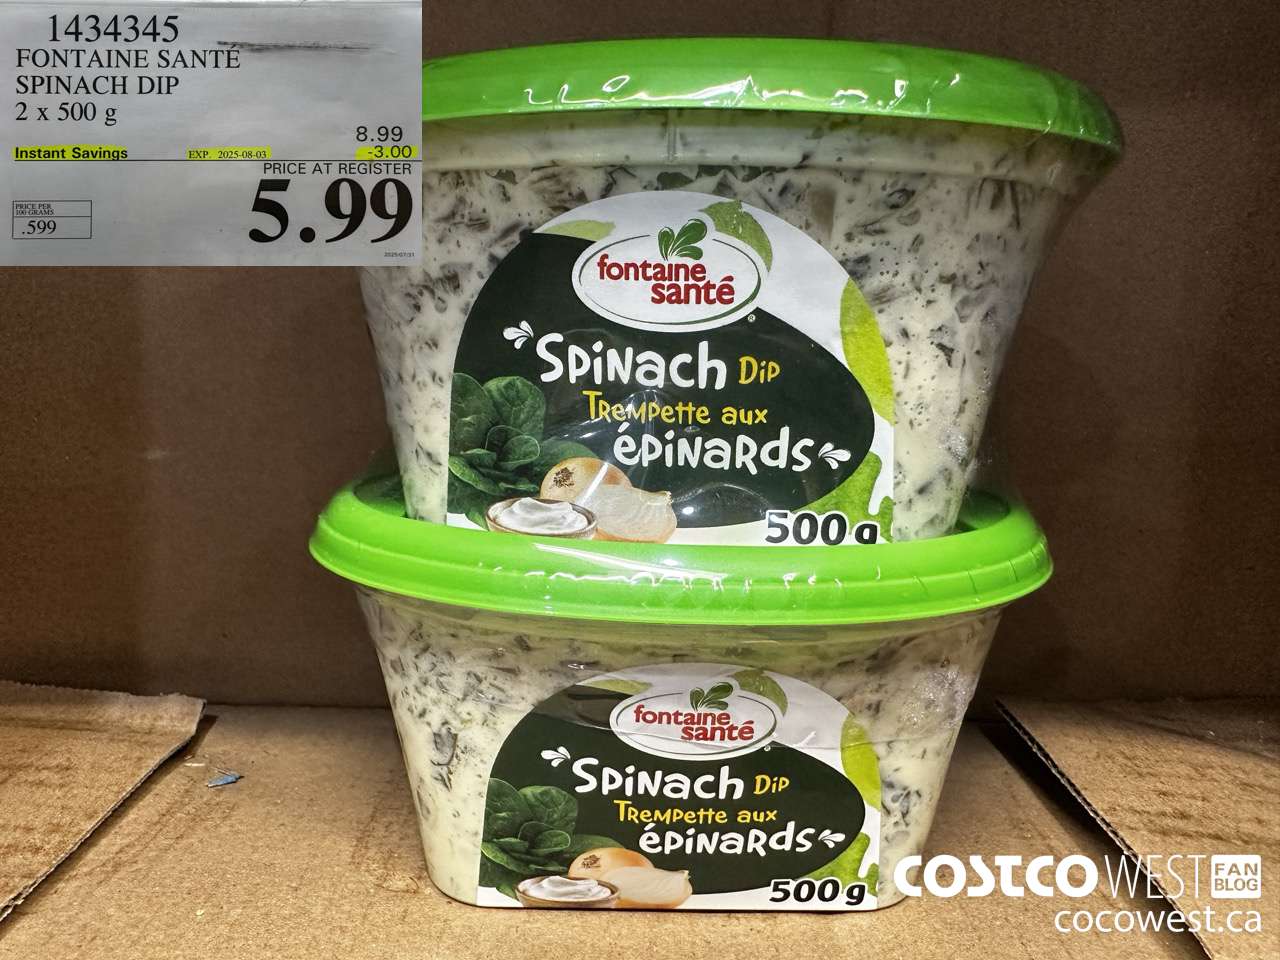 1434345
FONTAINE SANTÉ
SPINACH DIP
2 x 500 g
8.99
Instant Savings EXP. 2025-08-03 -3.00
PRICE AT REGISTER
5.99
PRICE PER
100 GRAMS
.599
2025/07/31
fontaine
santé
®
Spinach Dip
Trempette aux
épinards
500 g
fontaine
santé
Spinach Dip
Trempette aux
épinards
500 g
COSTCO WEST FAN BLOG
cocowest.ca